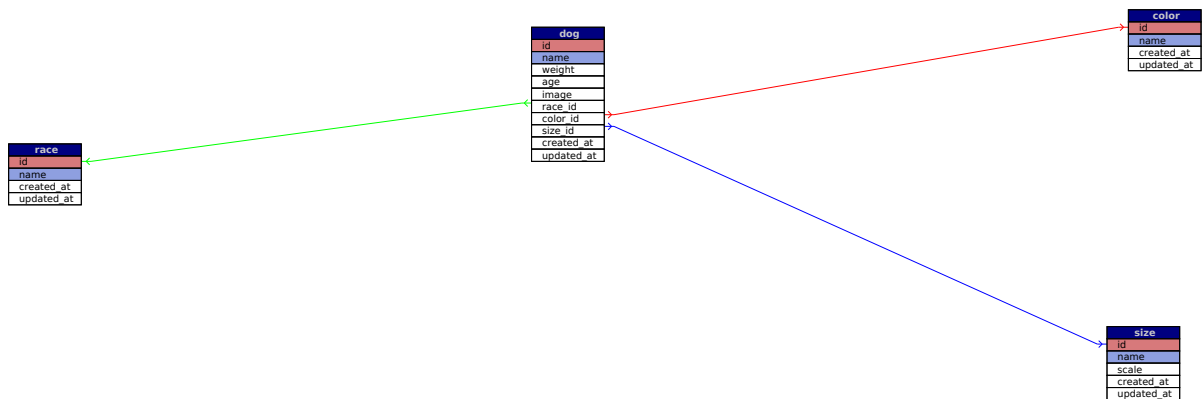 dog
id
name
weight
age
image
race_id
color_id
size_id
created_at
updated_at
color
id
name
created_at
updated_at
race
id
name
created_at
updated_at
size
id
name
scale
created_at
updated_at